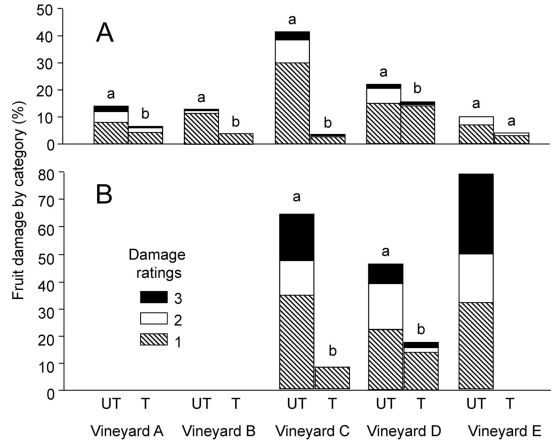 Fruit damage by category (%)
50
40
30
20
10
0
A
a
b
a
b
a
b
a
b
a
a
80
70
60
50
40
30
20
10
0
B
Damage
ratings
3
2
1
a
b
a
b
UT T UT T UT T UT T UT T
Vineyard A Vineyard B Vineyard C Vineyard D Vineyard E